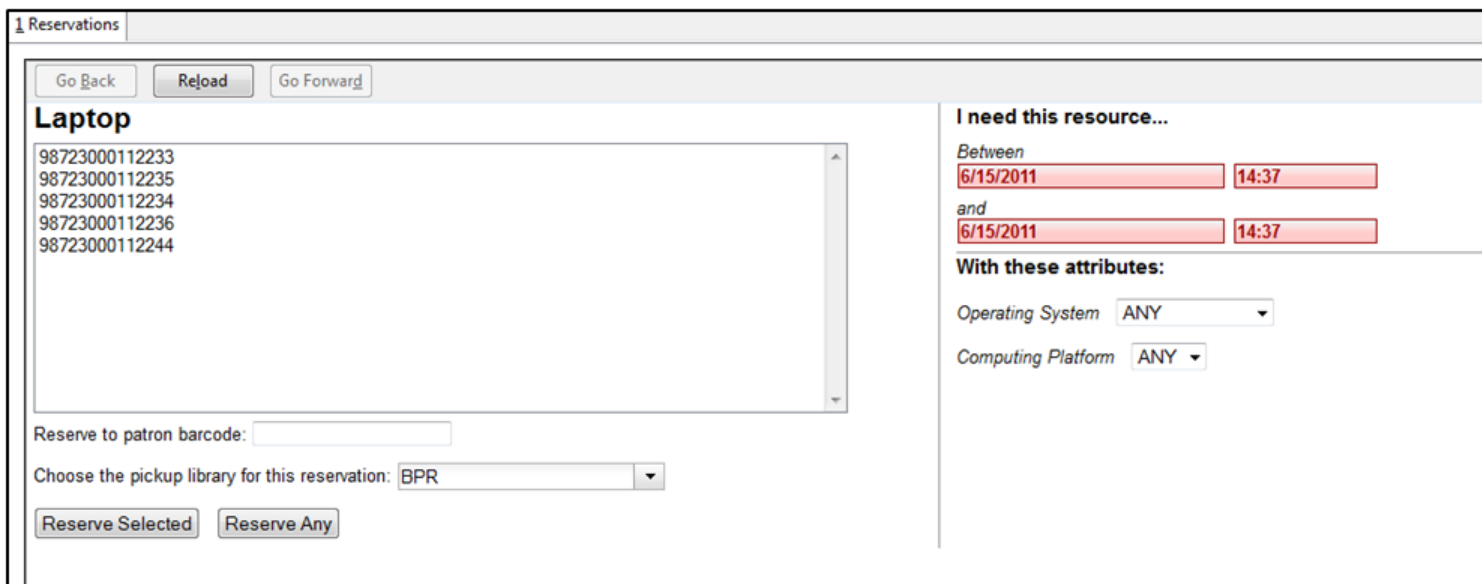 1 Reservations
Go Back Reload Go Forward
Laptop
98723000112233
98723000112235
98723000112234
98723000112236
98723000112244
Reserve to patron barcode:
Choose the pickup library for this reservation: BPR
Reserve Selected Reserve Any
I need this resource...
Between
6/15/2011 14:37
and
6/15/2011 14:37
With these attributes:
Operating System ANY
Computing Platform ANY